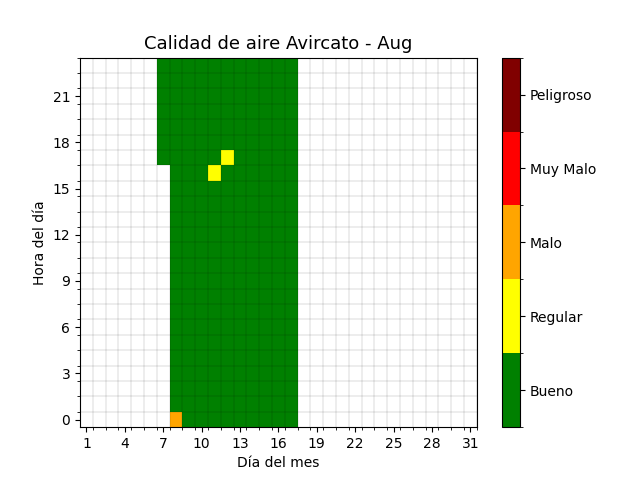 Calidad de aire Avircato - Aug
Hora del día
21
18
15
12
9
6
3
0
1 4 7 10 13 16 19 22 25 28 31
Día del mes
Peligroso
Muy Malo
Malo
Regular
Bueno